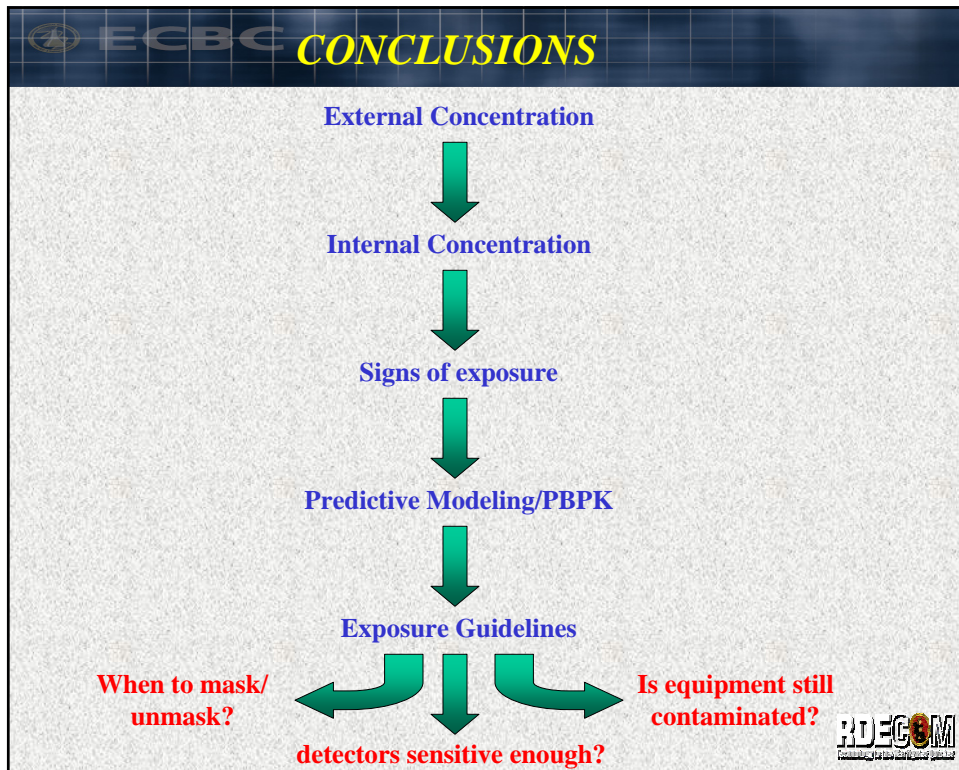 ECBC
CONCLUSIONS
External Concentration
Internal Concentration
Signs of exposure
Predictive Modeling/PBPK
Exposure Guidelines
When to mask/
unmask?
Is equipment still
contaminated?
detectors sensitive enough?
RDECOM